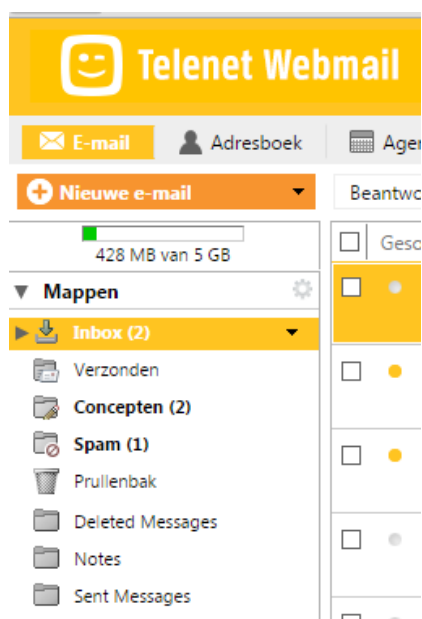 Telenet Webmail
E-mail Adresboek
Nieuwe e-mail
428 MB van 5 GB
Mappen
Inbox (2)
Verzonden
Concepten (2)
Spam (1)
Prullenbak
Deleted Messages
Notes
Sent Messages